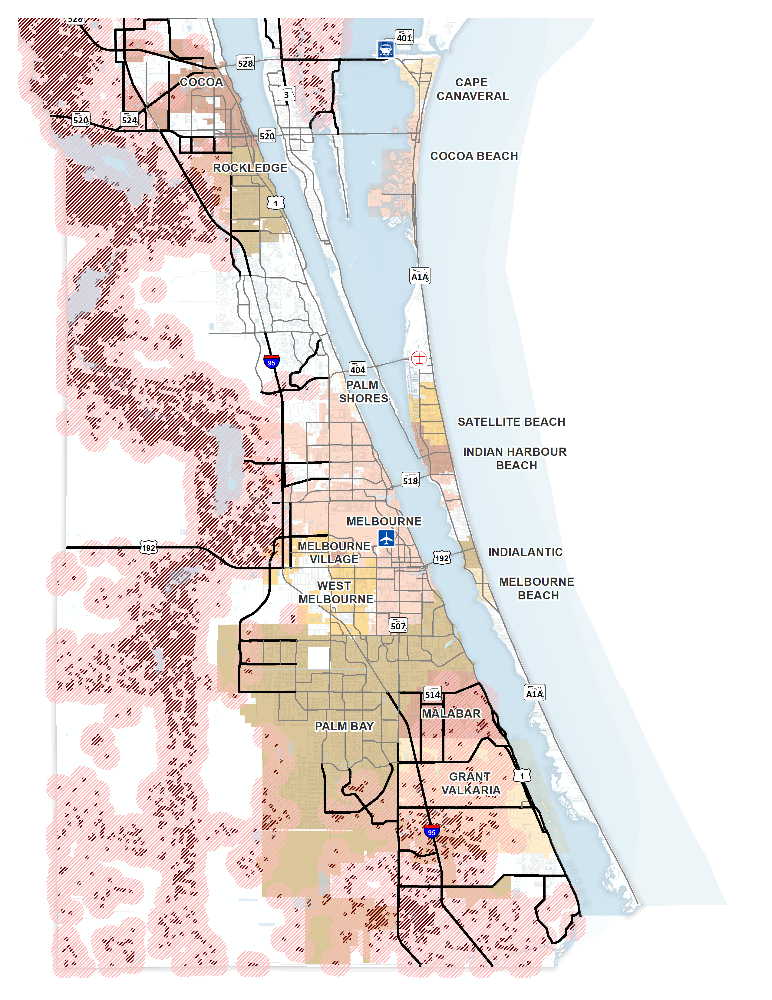 528
401
528
COCOA
CAPE
CANAVERAL
3
520
524
520
COCOA BEACH
ROCKLEDGE
1
A1A
95
404
PALM
SHORES
SATELLITE BEACH
INDIAN HARBOUR
BEACH
518
MELBOURNE
192
MELBOURNE
VILLAGE
192
INDIALANTIC
WEST
MELBOURNE
MELBOURNE
BEACH
507
514
A1A
MALABAR
PALM BAY
1
GRANT
VALKARIA
95